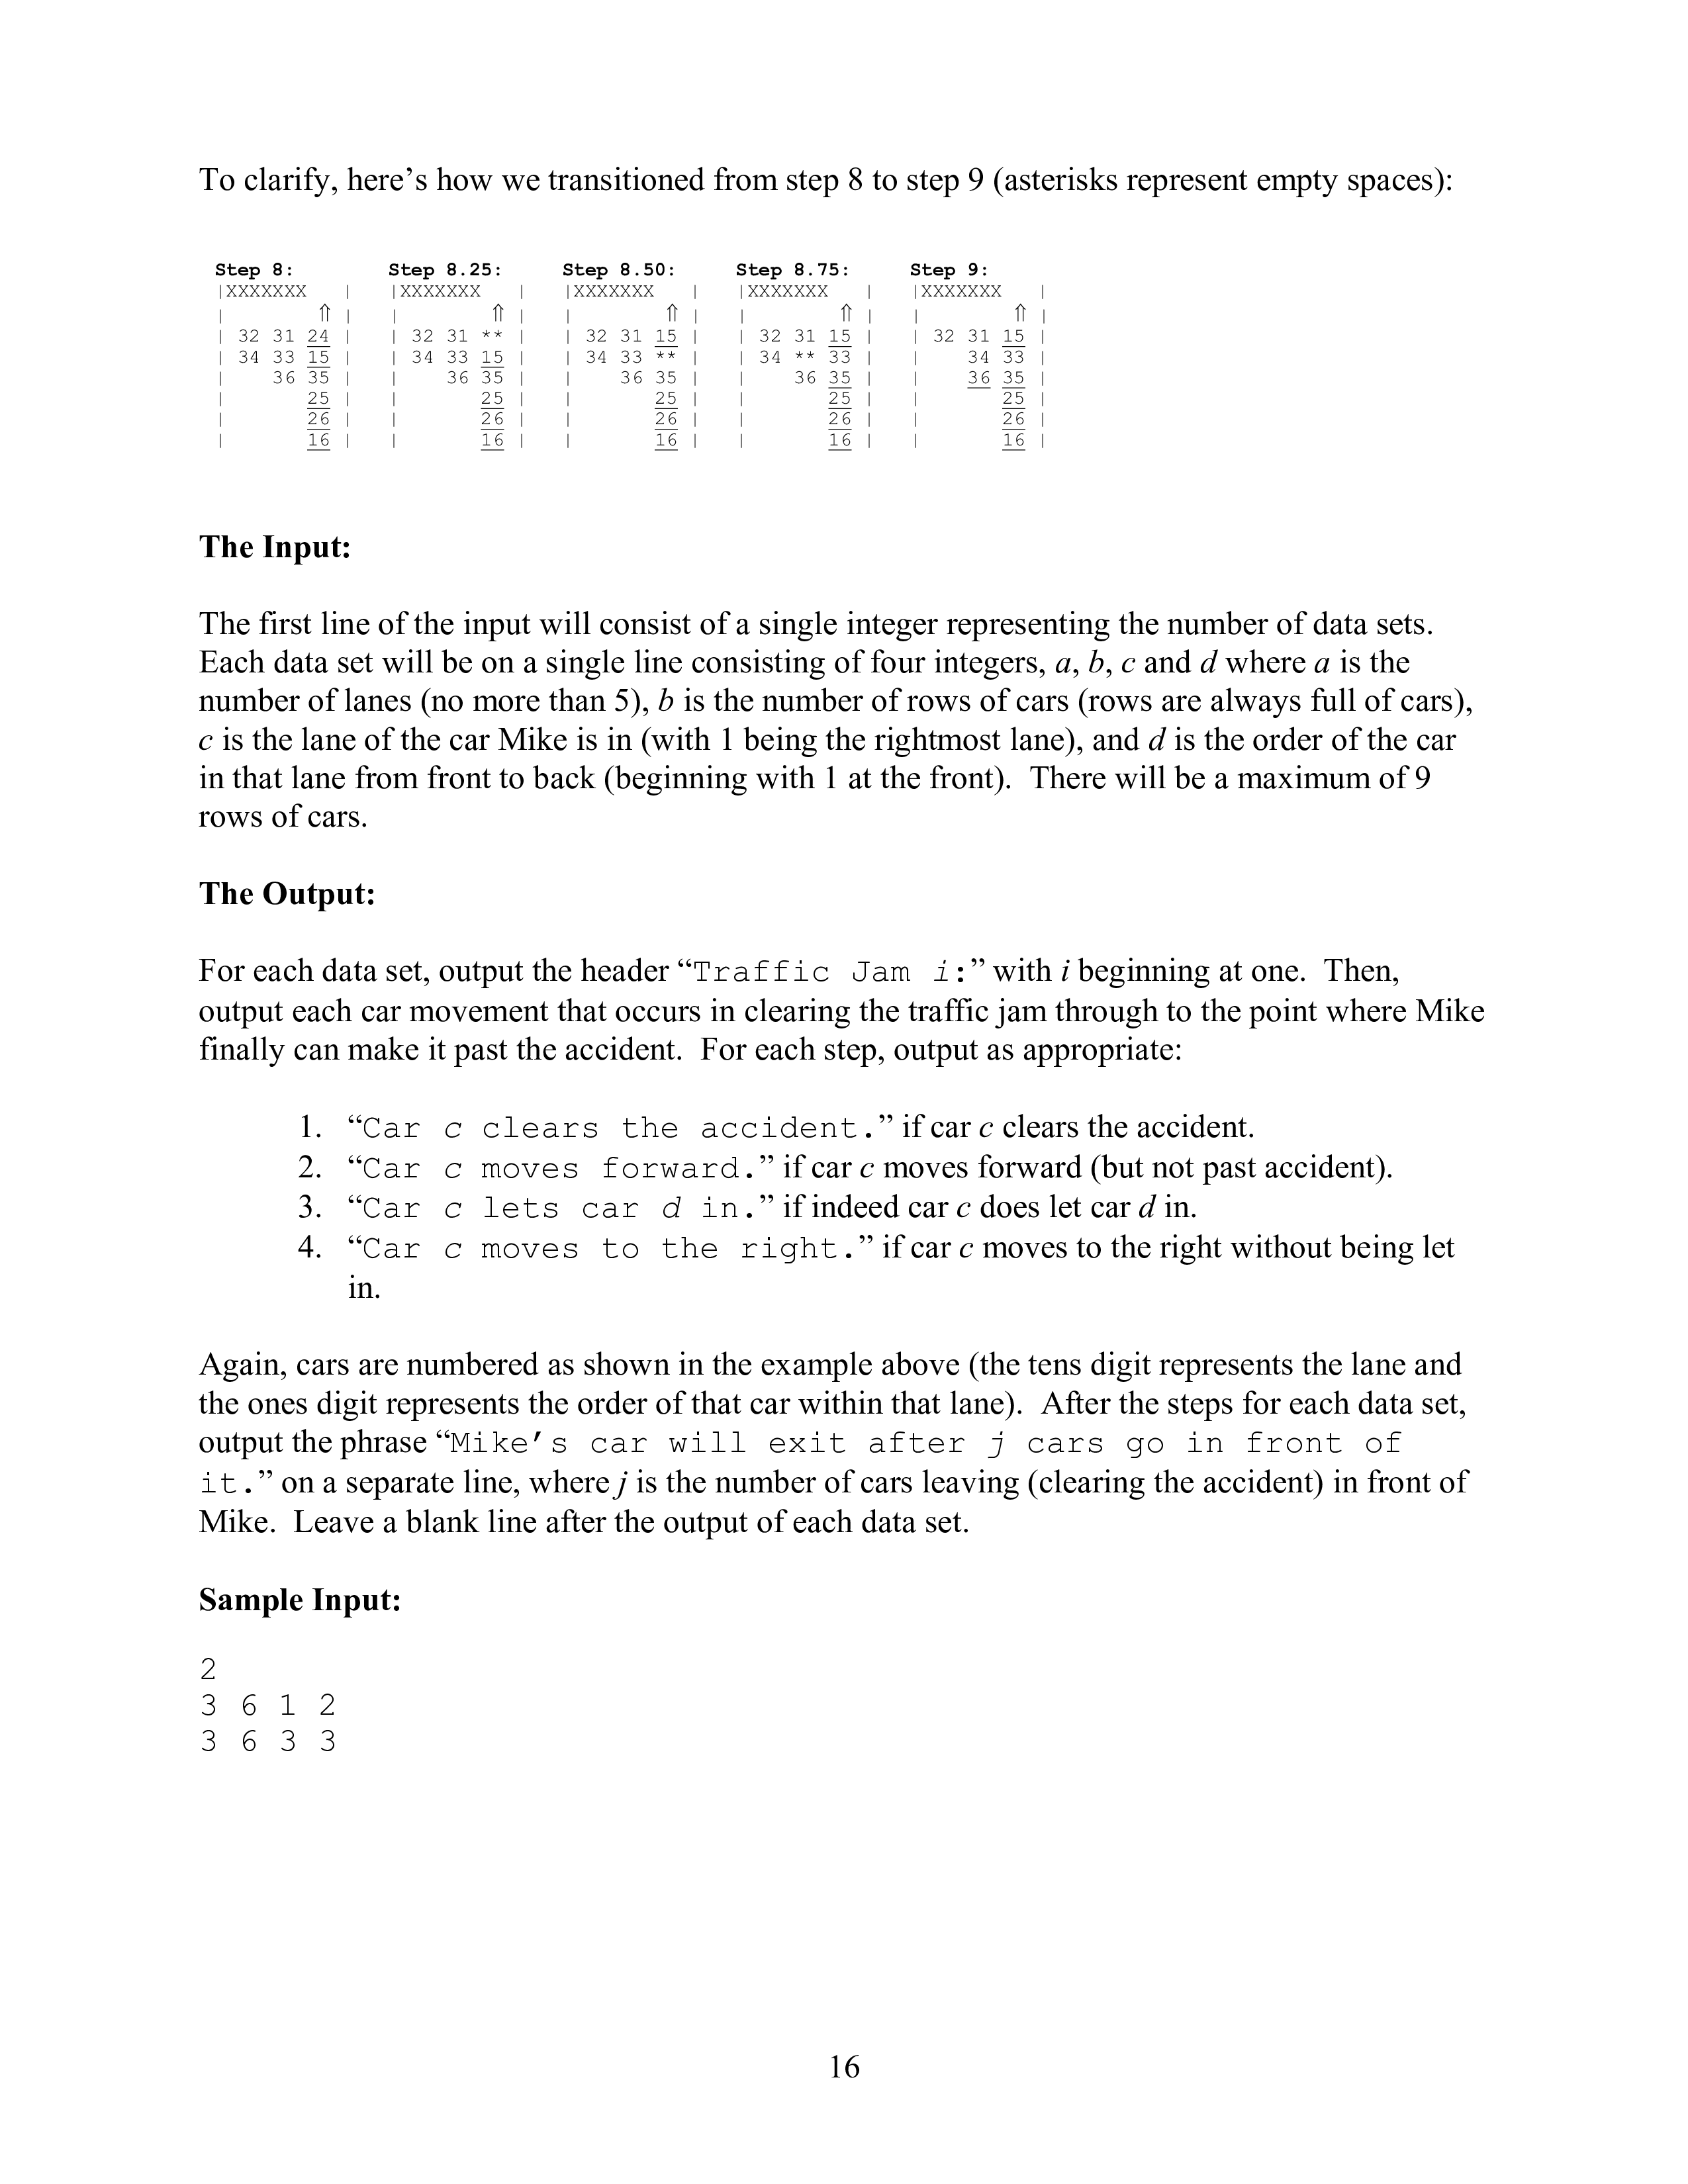 To clarify, here’s how we transitioned from step 8 to step 9 (asterisks represent empty spaces):
Step 8:         Step 8.25:      Step 8.50:      Step 8.75:      Step 9:
|XXXXXXX   |    |XXXXXXX   |    |XXXXXXX   |    |XXXXXXX   |    |XXXXXXX   |
|        ⇑ |    |        ⇑ |    |        ⇑ |    |        ⇑ |    |        ⇑ |
| 32 31 24 |    | 32 31 ** |    | 32 31 15 |    | 32 31 15 |    | 32 31 15 |
| 34 33 15 |    | 34 33 15 |    | 34 33 ** |    | 34 ** 33 |    |    34 33 |
|    36 35 |    |    36 35 |    |    36 35 |    |    36 35 |    |    36 35 |
|       25 |    |       25 |    |       25 |    |       25 |    |       25 |
|       26 |    |       26 |    |       26 |    |       26 |    |       26 |
|       16 |    |       16 |    |       16 |    |       16 |    |       16 |
The Input:
The first line of the input will consist of a single integer representing the number of data sets.
Each data set will be on a single line consisting of four integers, a, b, c and d where a is the
number of lanes (no more than 5), b is the number of rows of cars (rows are always full of cars),
c is the lane of the car Mike is in (with 1 being the rightmost lane), and d is the order of the car
in that lane from front to back (beginning with 1 at the front).  There will be a maximum of 9
rows of cars.
The Output:
For each data set, output the header “Traffic Jam i:” with i beginning at one.  Then,
output each car movement that occurs in clearing the traffic jam through to the point where Mike
finally can make it past the accident.  For each step, output as appropriate:
1. “Car c clears the accident.” if car c clears the accident.
2. “Car c moves forward.” if car c moves forward (but not past accident).
3. “Car c lets car d in.” if indeed car c does let car d in.
4. “Car c moves to the right.” if car c moves to the right without being let
in.
Again, cars are numbered as shown in the example above (the tens digit represents the lane and
the ones digit represents the order of that car within that lane).  After the steps for each data set,
output the phrase “Mike’s car will exit after j cars go in front of
it.” on a separate line, where j is the number of cars leaving (clearing the accident) in front of
Mike.  Leave a blank line after the output of each data set.
Sample Input:
2
3 6 1 2
3 6 3 3
16